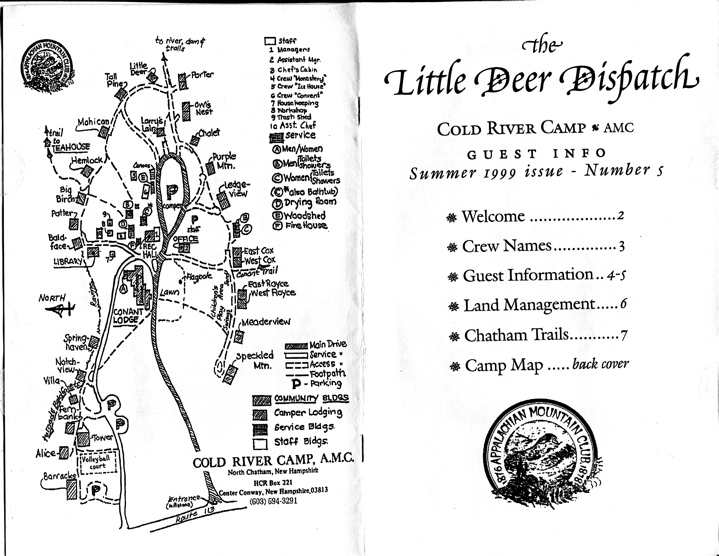 APPALACHIAN MOUNTAIN CLUB
to river, dam &
trails
Little
Deer
Porter
Tall
Pine
Owl's
Nest
Mahican
Larry's
Loin
Chalet
trail
to
TEAHOUSE
Hemlock
Purple
Mtn.
P
camper
Big
Birch
Ledge-
view
Potter
P
staff
Bald-
face
REC
HALL
OFFICE
LIBRARY
East Cox
West Cox
Conant Trail
NORTH
Flagpole
Lawn
East Royce
West Royce
CONANT
LODGE
Meaderview
Spring-
haven
Speckled
Mtn.
Notch-
view
Villa
P
Fern
bank
P
Tower
Alice
Volleyball
court
Barracks
P
Entrance
(millstone)
Route 113
Staff
1 Managers
2 Assistant Mgr.
3 Chef's Cabin
4 Crew "Monastery"
5 Crew "Ice House"
6 Crew "Convent"
7 Housekeeping
8 Workshop
9 Trash Shed
10 Asst. Chef
SERVICE
A Men/Women
B Men Toilets Showers
C Women Toilets Showers
(C also Bathtub)
D Drying Room
E Woodshed
F Fire House
Main Drive
Service "
Access "
Footpath
P - Parking
COMMUNITY BLDGS
Camper Lodging
Service Bldgs.
Staff Bldgs.
COLD RIVER CAMP, A.M.C.
North Chatham, New Hampshire
HCR Box 221
Center Conway, New Hampshire,03813
(603) 694-3291
the
Little Deer Dispatch
COLD RIVER CAMP AMC
GUEST INFO
Summer 1999 issue - Number 5
Welcome ..................2
Crew Names.............3
Guest Information..4-5
Land Management.....6
Chatham Trails...........7
Camp Map .....back cover
1876 APPALACHIAN MOUNTAIN CLUB 1878